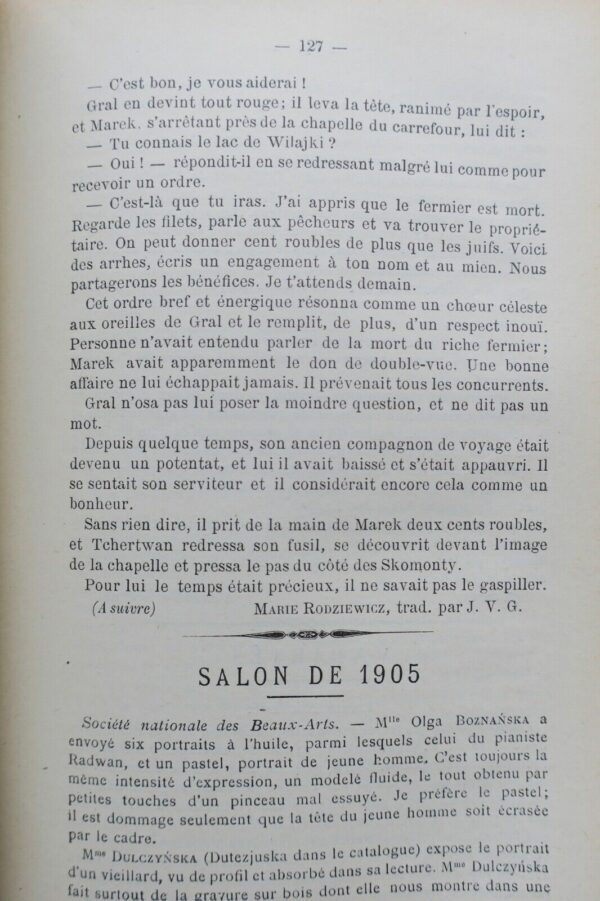 — 127 —
— C'est bon, je vous aiderai !
Gral en devint tout rouge; il leva la tête, ranimé par l'espoir,
et Marek. s'arrêtant près de la chapelle du carrefour, lui dit :
— Tu connais le lac de Wilajki ?
— Oui ! — répondit-il en se redressant malgré lui comme pour
recevoir un ordre.
— C'est-là que tu iras. J'ai appris que le fermier est mort.
Regarde les filets, parle aux pêcheurs et va trouver le proprié-
taire. On peut donner cent roubles de plus que les juifs. Voici
des arrhes, écris un engagement à ton nom et au mien. Nous
partagerons les bénéfices. Je t'attends demain.
Cet ordre bref et énergique résonna comme un chœur céleste
aux oreilles de Gral et le remplit, de plus, d'un respect inouï.
Personne n'avait entendu parler de la mort du riche fermier;
Marek avait apparemment le don de double-vue. Une bonne
affaire ne lui échappait jamais. Il prévenait tous les concurrents.
Gral n'osa pas lui poser la moindre question, et ne dit pas un
mot.
Depuis quelque temps, son ancien compagnon de voyage était
devenu un potentat, et lui il avait baissé et s'était appauvri. Il
se sentait son serviteur et il considérait encore cela comme un
bonheur.
Sans rien dire, il prit de la main de Marek deux cents roubles,
et Tchertwan redressa son fusil, se découvrit devant l'image
de la chapelle et pressa le pas du côté des Skomonty.
Pour lui le temps était précieux, il ne savait pas le gaspiller.
(A suivre) MARIE RODZIEWICZ, trad. par J. V. G.
SALON DE 1905
Société nationale des Beaux-Arts. — Mlle Olga BOZNAŃSKA a
envoyé six portraits à l'huile, parmi lesquels celui du pianiste
Radwan, et un pastel, portrait de jeune homme. C'est toujours la
même intensité d'expression, un modelé fluide, le tout obtenu par
petites touches d'un pinceau mal essuyé. Je préfère le pastel;
il est dommage seulement que la tête du jeune homme soit écrasée
par le cadre.
Mme DULCZYŃSKA (Dutezjuska dans le catalogue) expose le portrait
d'un vieillard, vu de profil et absorbé dans sa lecture. Mme Dulczyńska
fait surtout de la gravure sur bois dont elle nous montre dans une